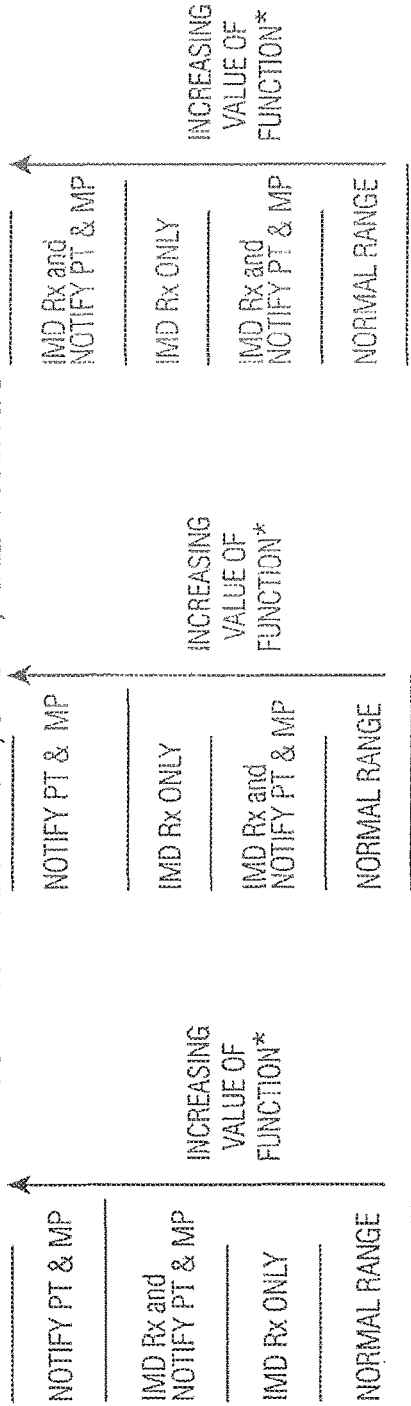 NOTIFY PT & MP
IMD Rx and
NOTIFY PT & MP
IMD Rx ONLY
NORMAL RANGE
INCREASING
VALUE OF
FUNCTION*
NOTIFY PT & MP
IMD Rx ONLY
IMD Rx and
NOTIFY PT & MP
NORMAL RANGE
INCREASING
VALUE OF
FUNCTION*
IMD Rx and
NOTIFY PT & MP
IMD Rx ONLY
IMD Rx and
NOTIFY PT & MP
NORMAL RANGE
INCREASING
VALUE OF
FUNCTION*